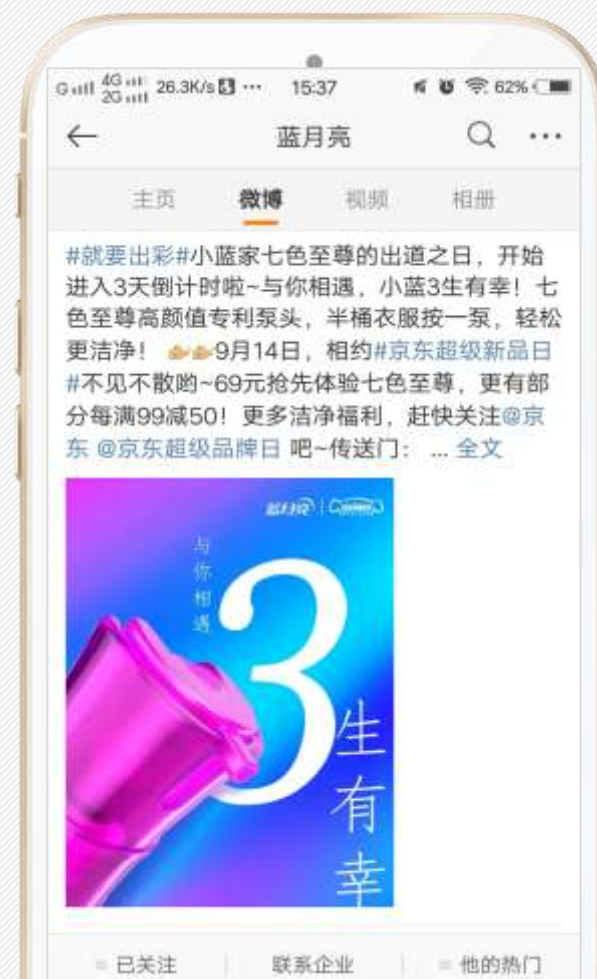 4G
2G 26.3K/s ... 15:37 62%
蓝月亮
主页 微博 视频 相册
#就要出彩#小蓝家七色至尊的出道之日，开始
进入3天倒计时啦~与你相遇，小蓝3生有幸！七
色至尊高颜值专利泵头，半桶衣服按一泵，轻松
更洁净！ 9月14日，相约#京东超级新品日
#不见不散哟~69元抢先体验七色至尊，更有部
分每满99减50！更多洁净福利，赶快关注@京
东 @京东超级品牌日 吧~传送门： ... 全文
蓝月亮
与你相遇
3
生有幸
已关注 联系企业 他的热门